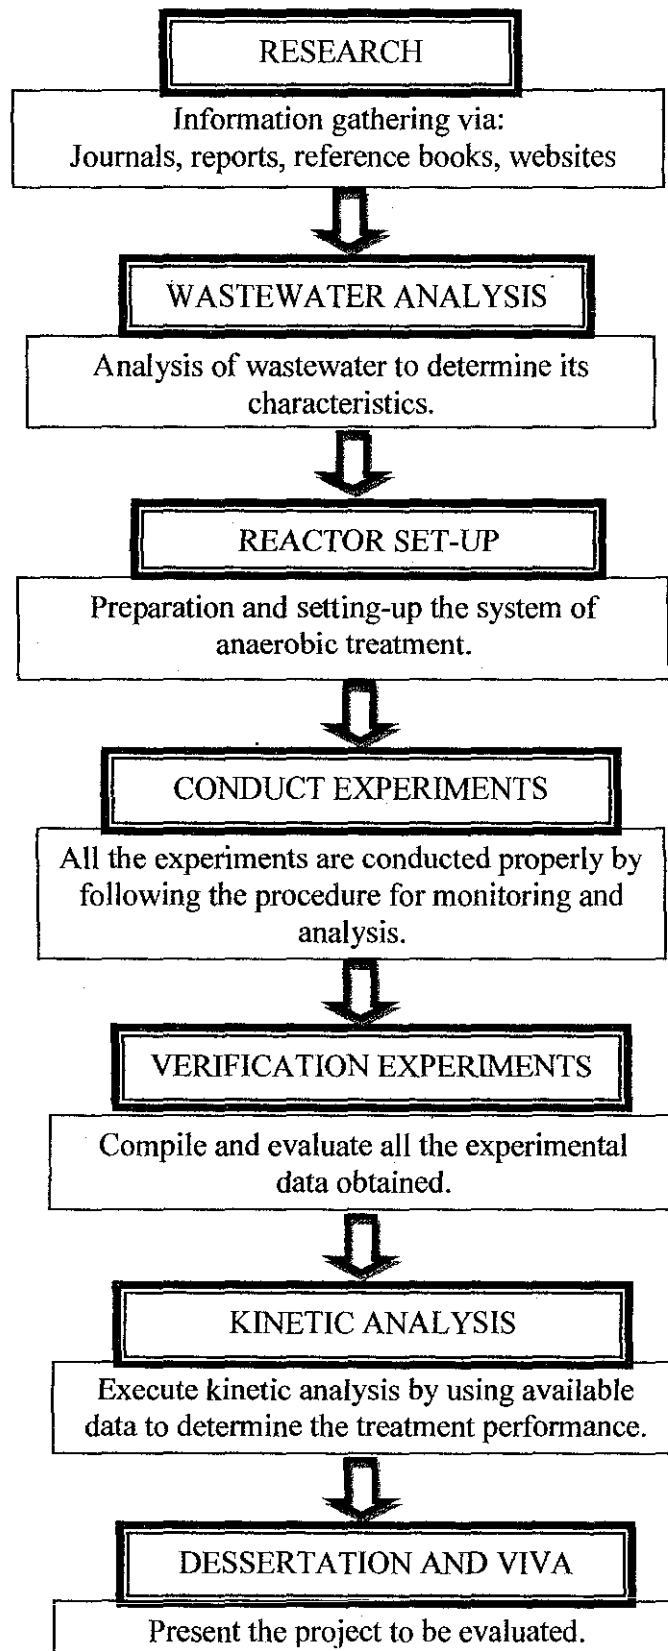 RESEARCH
Information gathering via:
Journals, reports, reference books, websites
WASTEWATER ANALYSIS
Analysis of wastewater to determine its
characteristics.
REACTOR SET-UP
Preparation and setting-up the system of
anaerobic treatment.
CONDUCT EXPERIMENTS
All the experiments are conducted properly by
following the procedure for monitoring and
analysis.
VERIFICATION EXPERIMENTS
Compile and evaluate all the experimental
data obtained.
KINETIC ANALYSIS
Execute kinetic analysis by using available
data to determine the treatment performance.
DESSERTATION AND VIVA
Present the project to be evaluated.